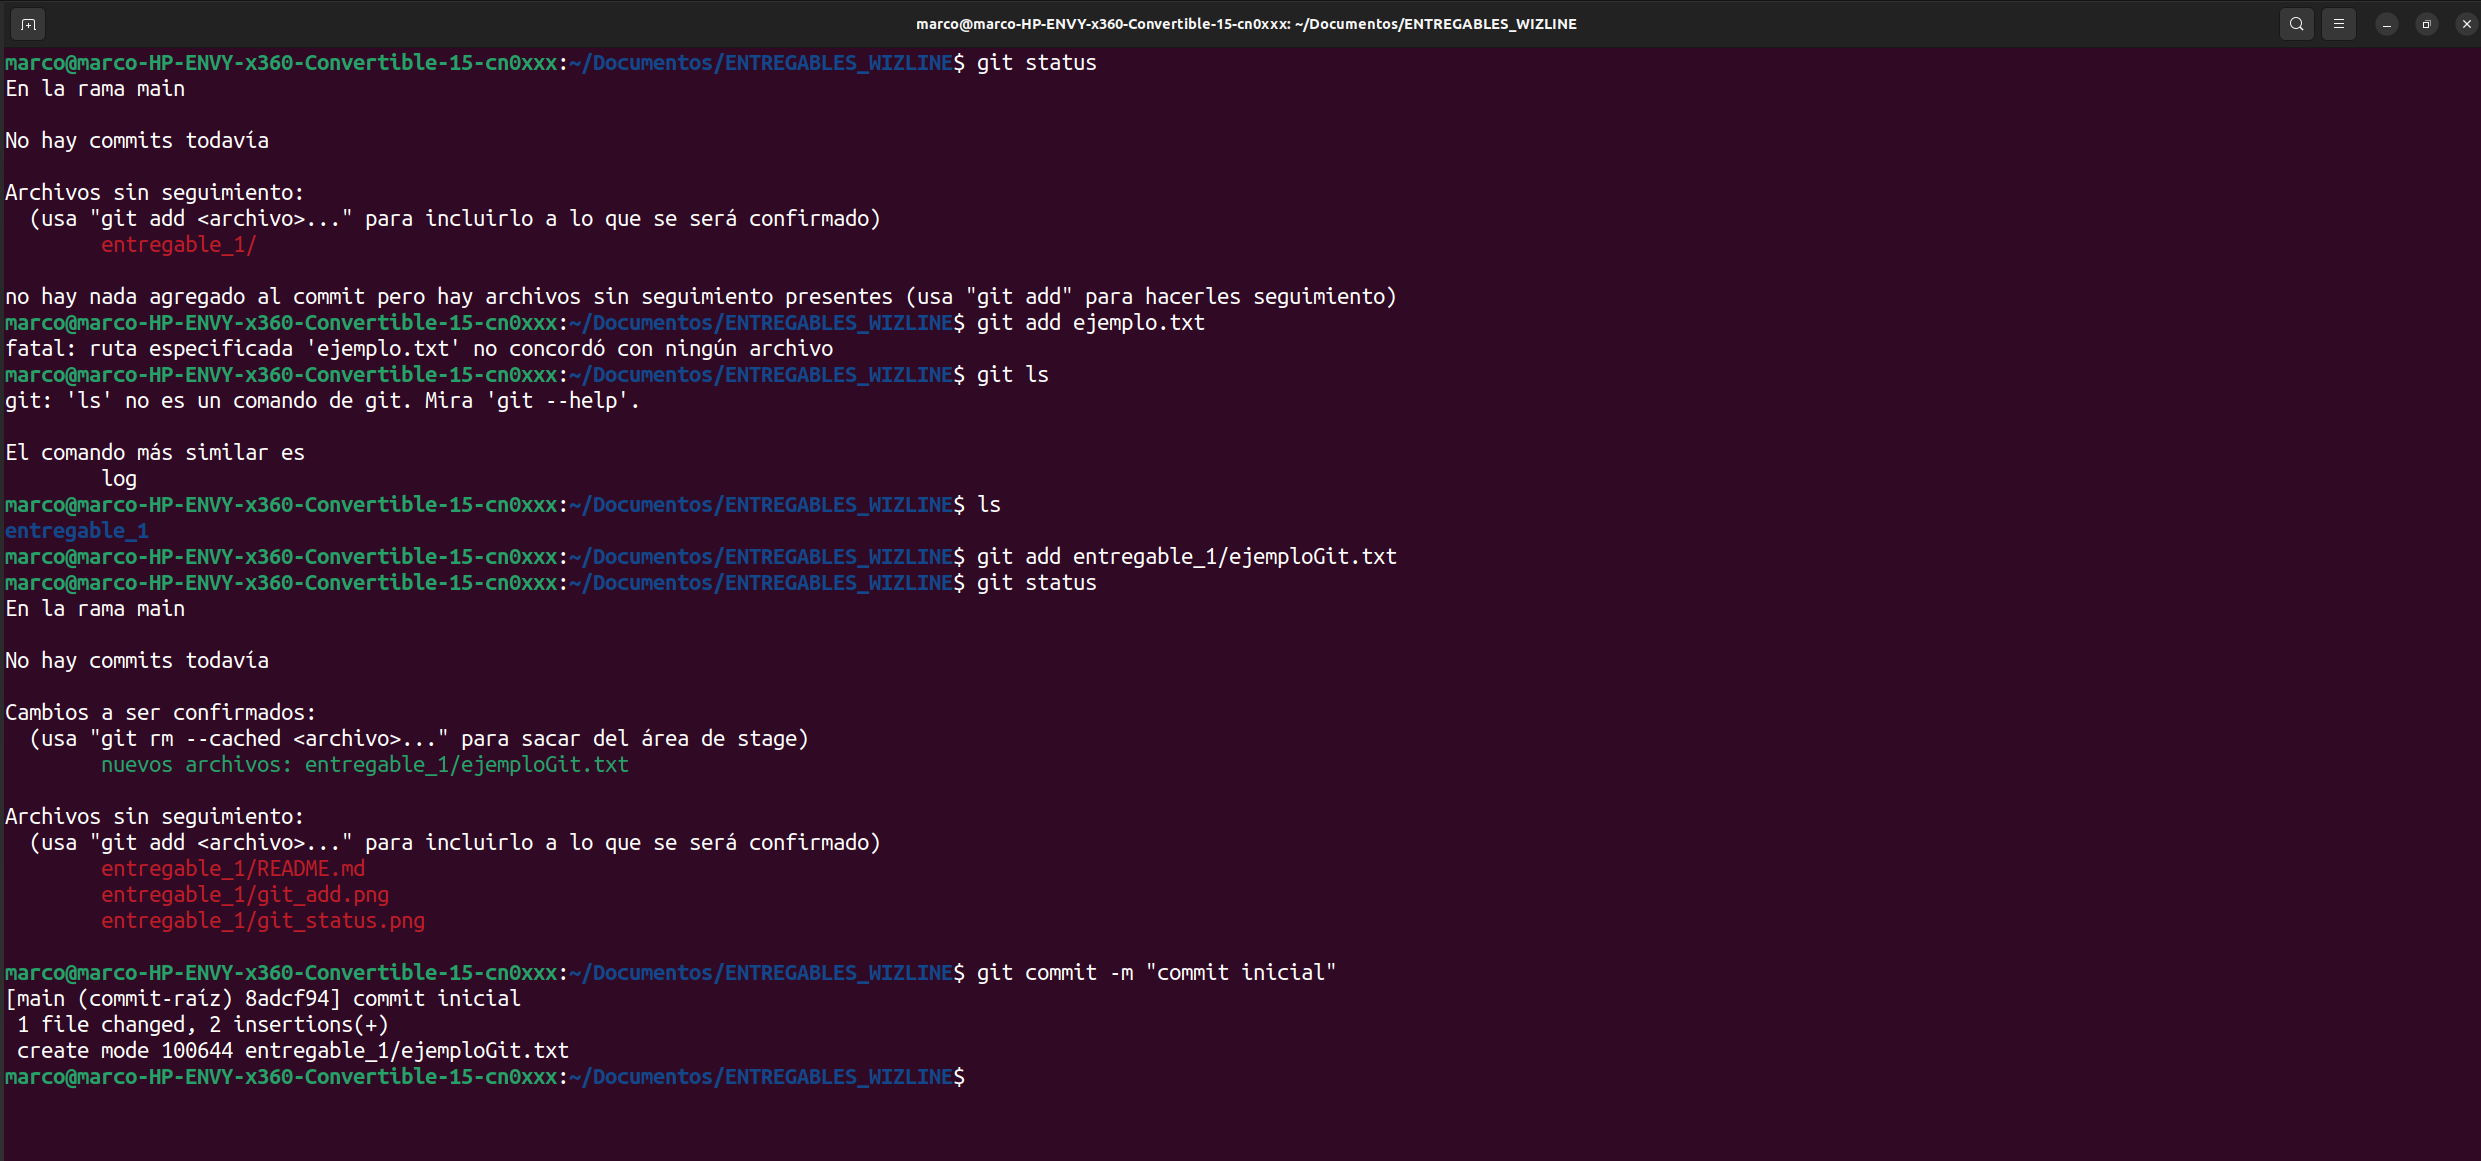 marco@marco-HP-ENVY-x360-Convertible-15-cn0xxx: ~/Documentos/ENTREGABLES_WIZLINE
marco@marco-HP-ENVY-x360-Convertible-15-cn0xxx:~/Documentos/ENTREGABLES_WIZLINE$ git status
En la rama main
No hay commits todavía
Archivos sin seguimiento:
  (usa "git add <archivo>..." para incluirlo a lo que se será confirmado)
        entregable_1/
no hay nada agregado al commit pero hay archivos sin seguimiento presentes (usa "git add" para hacerles seguimiento)
marco@marco-HP-ENVY-x360-Convertible-15-cn0xxx:~/Documentos/ENTREGABLES_WIZLINE$ git add ejemplo.txt
fatal: ruta especificada 'ejemplo.txt' no concordó con ningún archivo
marco@marco-HP-ENVY-x360-Convertible-15-cn0xxx:~/Documentos/ENTREGABLES_WIZLINE$ git ls
git: 'ls' no es un comando de git. Mira 'git --help'.
El comando más similar es
        log
marco@marco-HP-ENVY-x360-Convertible-15-cn0xxx:~/Documentos/ENTREGABLES_WIZLINE$ ls
entregable_1
marco@marco-HP-ENVY-x360-Convertible-15-cn0xxx:~/Documentos/ENTREGABLES_WIZLINE$ git add entregable_1/ejemploGit.txt
marco@marco-HP-ENVY-x360-Convertible-15-cn0xxx:~/Documentos/ENTREGABLES_WIZLINE$ git status
En la rama main
No hay commits todavía
Cambios a ser confirmados:
  (usa "git rm --cached <archivo>..." para sacar del área de stage)
        nuevos archivos: entregable_1/ejemploGit.txt
Archivos sin seguimiento:
  (usa "git add <archivo>..." para incluirlo a lo que se será confirmado)
        entregable_1/README.md
        entregable_1/git_add.png
        entregable_1/git_status.png
marco@marco-HP-ENVY-x360-Convertible-15-cn0xxx:~/Documentos/ENTREGABLES_WIZLINE$ git commit -m "commit inicial"
[main (commit-raíz) 8adcf94] commit inicial
 1 file changed, 2 insertions(+)
 create mode 100644 entregable_1/ejemploGit.txt
marco@marco-HP-ENVY-x360-Convertible-15-cn0xxx:~/Documentos/ENTREGABLES_WIZLINE$